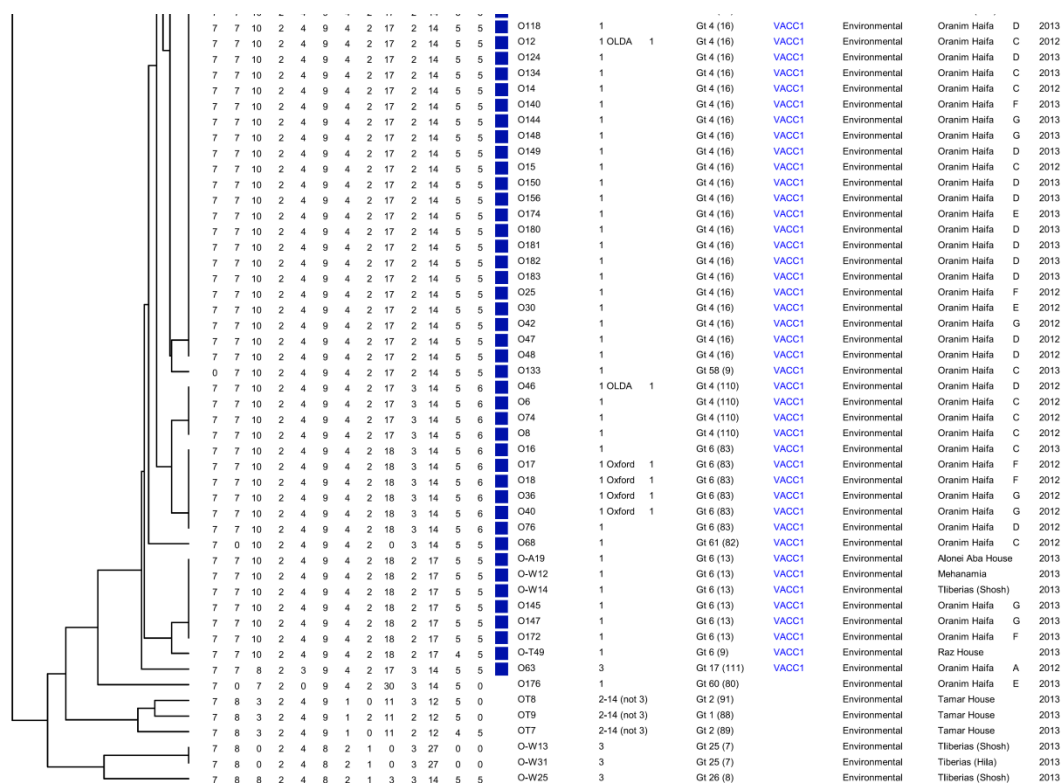 7 7 10 2 4 9 4 2 17 2 14 5 5 O118 1 Gt 4 (16) VACC1 Environmental Oranim Haifa D 2013
7 7 10 2 4 9 4 2 17 2 14 5 5 O12 1 OLDA 1 Gt 4 (16) VACC1 Environmental Oranim Haifa C 2012
7 7 10 2 4 9 4 2 17 2 14 5 5 O124 1 Gt 4 (16) VACC1 Environmental Oranim Haifa D 2013
7 7 10 2 4 9 4 2 17 2 14 5 5 O134 1 Gt 4 (16) VACC1 Environmental Oranim Haifa C 2013
7 7 10 2 4 9 4 2 17 2 14 5 5 O14 1 Gt 4 (16) VACC1 Environmental Oranim Haifa C 2012
7 7 10 2 4 9 4 2 17 2 14 5 5 O140 1 Gt 4 (16) VACC1 Environmental Oranim Haifa F 2013
7 7 10 2 4 9 4 2 17 2 14 5 5 O144 1 Gt 4 (16) VACC1 Environmental Oranim Haifa G 2013
7 7 10 2 4 9 4 2 17 2 14 5 5 O148 1 Gt 4 (16) VACC1 Environmental Oranim Haifa G 2013
7 7 10 2 4 9 4 2 17 2 14 5 5 O149 1 Gt 4 (16) VACC1 Environmental Oranim Haifa D 2013
7 7 10 2 4 9 4 2 17 2 14 5 5 O15 1 Gt 4 (16) VACC1 Environmental Oranim Haifa C 2012
7 7 10 2 4 9 4 2 17 2 14 5 5 O150 1 Gt 4 (16) VACC1 Environmental Oranim Haifa D 2013
7 7 10 2 4 9 4 2 17 2 14 5 5 O156 1 Gt 4 (16) VACC1 Environmental Oranim Haifa D 2013
7 7 10 2 4 9 4 2 17 2 14 5 5 O174 1 Gt 4 (16) VACC1 Environmental Oranim Haifa E 2013
7 7 10 2 4 9 4 2 17 2 14 5 5 O180 1 Gt 4 (16) VACC1 Environmental Oranim Haifa D 2013
7 7 10 2 4 9 4 2 17 2 14 5 5 O181 1 Gt 4 (16) VACC1 Environmental Oranim Haifa D 2013
7 7 10 2 4 9 4 2 17 2 14 5 5 O182 1 Gt 4 (16) VACC1 Environmental Oranim Haifa D 2013
7 7 10 2 4 9 4 2 17 2 14 5 5 O183 1 Gt 4 (16) VACC1 Environmental Oranim Haifa D 2013
7 7 10 2 4 9 4 2 17 2 14 5 5 O25 1 Gt 4 (16) VACC1 Environmental Oranim Haifa F 2012
7 7 10 2 4 9 4 2 17 2 14 5 5 O30 1 Gt 4 (16) VACC1 Environmental Oranim Haifa E 2012
7 7 10 2 4 9 4 2 17 2 14 5 5 O42 1 Gt 4 (16) VACC1 Environmental Oranim Haifa G 2012
7 7 10 2 4 9 4 2 17 2 14 5 5 O47 1 Gt 4 (16) VACC1 Environmental Oranim Haifa D 2012
7 7 10 2 4 9 4 2 17 2 14 5 5 O48 1 Gt 4 (16) VACC1 Environmental Oranim Haifa D 2012
0 7 10 2 4 9 4 2 17 2 14 5 5 O133 1 Gt 58 (9) VACC1 Environmental Oranim Haifa C 2013
7 7 10 2 4 9 4 2 17 3 14 5 6 O46 1 OLDA 1 Gt 4 (110) VACC1 Environmental Oranim Haifa D 2012
7 7 10 2 4 9 4 2 17 3 14 5 6 O6 1 Gt 4 (110) VACC1 Environmental Oranim Haifa C 2012
7 7 10 2 4 9 4 2 17 3 14 5 6 O74 1 Gt 4 (110) VACC1 Environmental Oranim Haifa C 2012
7 7 10 2 4 9 4 2 17 3 14 5 6 O8 1 Gt 4 (110) VACC1 Environmental Oranim Haifa C 2012
7 7 10 2 4 9 4 2 18 3 14 5 6 O16 1 Gt 6 (83) VACC1 Environmental Oranim Haifa C 2013
7 7 10 2 4 9 4 2 18 3 14 5 6 O17 1 Oxford 1 Gt 6 (83) VACC1 Environmental Oranim Haifa F 2012
7 7 10 2 4 9 4 2 18 3 14 5 6 O18 1 Oxford 1 Gt 6 (83) VACC1 Environmental Oranim Haifa F 2012
7 7 10 2 4 9 4 2 18 3 14 5 6 O36 1 Oxford 1 Gt 6 (83) VACC1 Environmental Oranim Haifa G 2012
7 7 10 2 4 9 4 2 18 3 14 5 6 O40 1 Oxford 1 Gt 6 (83) VACC1 Environmental Oranim Haifa G 2012
7 7 10 2 4 9 4 2 18 3 14 5 6 O76 1 Gt 6 (83) VACC1 Environmental Oranim Haifa D 2012
7 0 10 2 4 9 4 2 0 3 14 5 5 O68 1 Gt 61 (82) VACC1 Environmental Oranim Haifa C 2012
7 7 10 2 4 9 4 2 18 2 17 5 5 O-A19 1 Gt 6 (13) VACC1 Environmental Alonei Aba House 2013
7 7 10 2 4 9 4 2 18 2 17 5 5 O-W12 1 Gt 6 (13) VACC1 Environmental Mehanamia 2013
7 7 10 2 4 9 4 2 18 2 17 5 5 O-W14 1 Gt 6 (13) VACC1 Environmental Tliberias (Shosh) 2013
7 7 10 2 4 9 4 2 18 2 17 5 5 O145 1 Gt 6 (13) VACC1 Environmental Oranim Haifa G 2013
7 7 10 2 4 9 4 2 18 2 17 5 5 O147 1 Gt 6 (13) VACC1 Environmental Oranim Haifa G 2013
7 7 10 2 4 9 4 2 18 2 17 5 5 O172 1 Gt 6 (13) VACC1 Environmental Oranim Haifa F 2013
7 7 10 2 4 9 4 2 18 2 17 4 5 O-T49 1 Gt 6 (9) VACC1 Environmental Raz House 2013
7 7 8 2 3 9 4 2 17 3 14 5 5 O63 3 Gt 17 (111) VACC1 Environmental Oranim Haifa A 2012
7 0 7 2 0 9 4 2 30 3 14 5 0 O176 1 Gt 60 (80) Environmental Oranim Haifa E 2013
7 8 3 2 4 9 1 0 11 3 12 5 0 OT8 2-14 (not 3) Gt 2 (91) Environmental Tamar House 2013
7 8 3 2 4 9 1 2 11 2 12 5 0 OT9 2-14 (not 3) Gt 1 (88) Environmental Tamar House 2013
7 8 3 2 4 9 1 0 11 2 12 4 5 OT7 2-14 (not 3) Gt 2 (89) Environmental Tamar House 2013
7 8 0 2 4 8 2 1 0 3 27 0 0 O-W13 3 Gt 25 (7) Environmental Tliberias (Shosh) 2013
7 8 0 2 4 8 2 1 0 3 27 0 0 O-W31 3 Gt 25 (7) Environmental Tiberias (Hila) 2013
7 8 8 2 4 8 2 1 3 3 14 5 5 O-W25 3 Gt 26 (8) Environmental Tliberias (Shosh) 2013